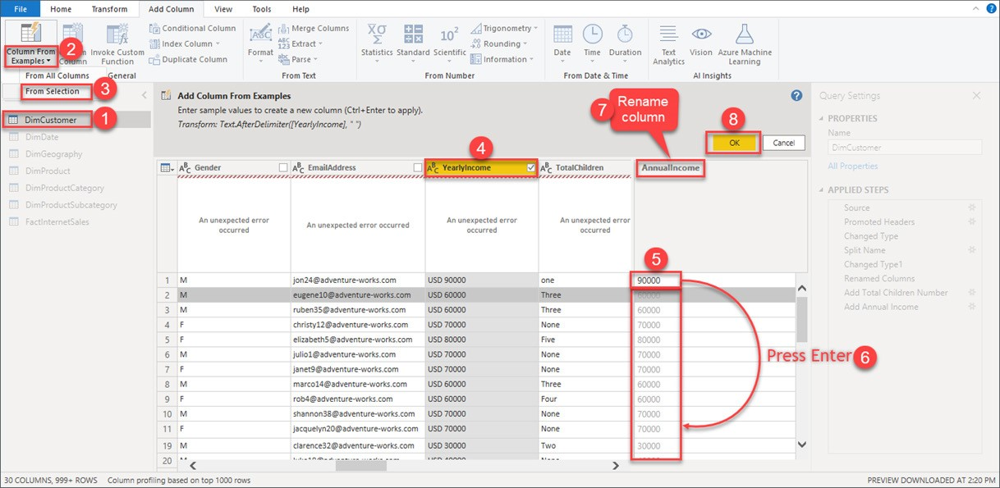 File Home Transform Add Column View Tools Help
Column From Examples
Column
Invoke Custom Function
Conditional Column
Index Column
Duplicate Column
From All Columns
General
From Selection
Format
Merge Columns
Extract
Parse
From Text
Statistics
Standard
Scientific
Trigonometry
Rounding
Information
From Number
Date
Time
Duration
From Date & Time
Text Analytics
Vision
Azure Machine Learning
AI Insights
2
3
1
DimCustomer
DimDate
DimGeography
DimProduct
DimProductCategory
DimProductSubcategory
FactInternetSales
Add Column From Examples
Enter sample values to create a new column (Ctrl+Enter to apply).
Transform: Text.AfterDelimiter([YearlyIncome], " ")
7
Rename
column
8
OK
Cancel
4
Gender EmailAddress YearlyIncome TotalChildren AnnualIncome
An unexpected error occurred
An unexpected error occurred
An unexpected error occurred
An unexpected error occurred
5
1 M jon24@adventure-works.com USD 90000 one 90000
2 M eugene10@adventure-works.com USD 60000 Three 60000
3 M ruben35@adventure-works.com USD 60000 Three 60000
4 F christy12@adventure-works.com USD 70000 None 70000
5 F elizabeth5@adventure-works.com USD 80000 Five 80000
6 M julio1@adventure-works.com USD 70000 None 70000
7 F janet9@adventure-works.com USD 70000 None 70000
8 M marco14@adventure-works.com USD 60000 Three 60000
9 F rob4@adventure-works.com USD 60000 Four 60000
10 M shannon38@adventure-works.com USD 70000 None 70000
11 F jacquelyn20@adventure-works.com USD 70000 None 70000
19 M clarence32@adventure-works.com USD 30000 Two 30000
20
Press Enter 6
Query Settings
PROPERTIES
Name
DimCustomer
All Properties
APPLIED STEPS
Source
Promoted Headers
Changed Type
Split Name
Changed Type1
Renamed Columns
Add Total Children Number
Add Annual Income
30 COLUMNS, 999+ ROWS Column profiling based on top 1000 rows
PREVIEW DOWNLOADED AT 2:20 PM